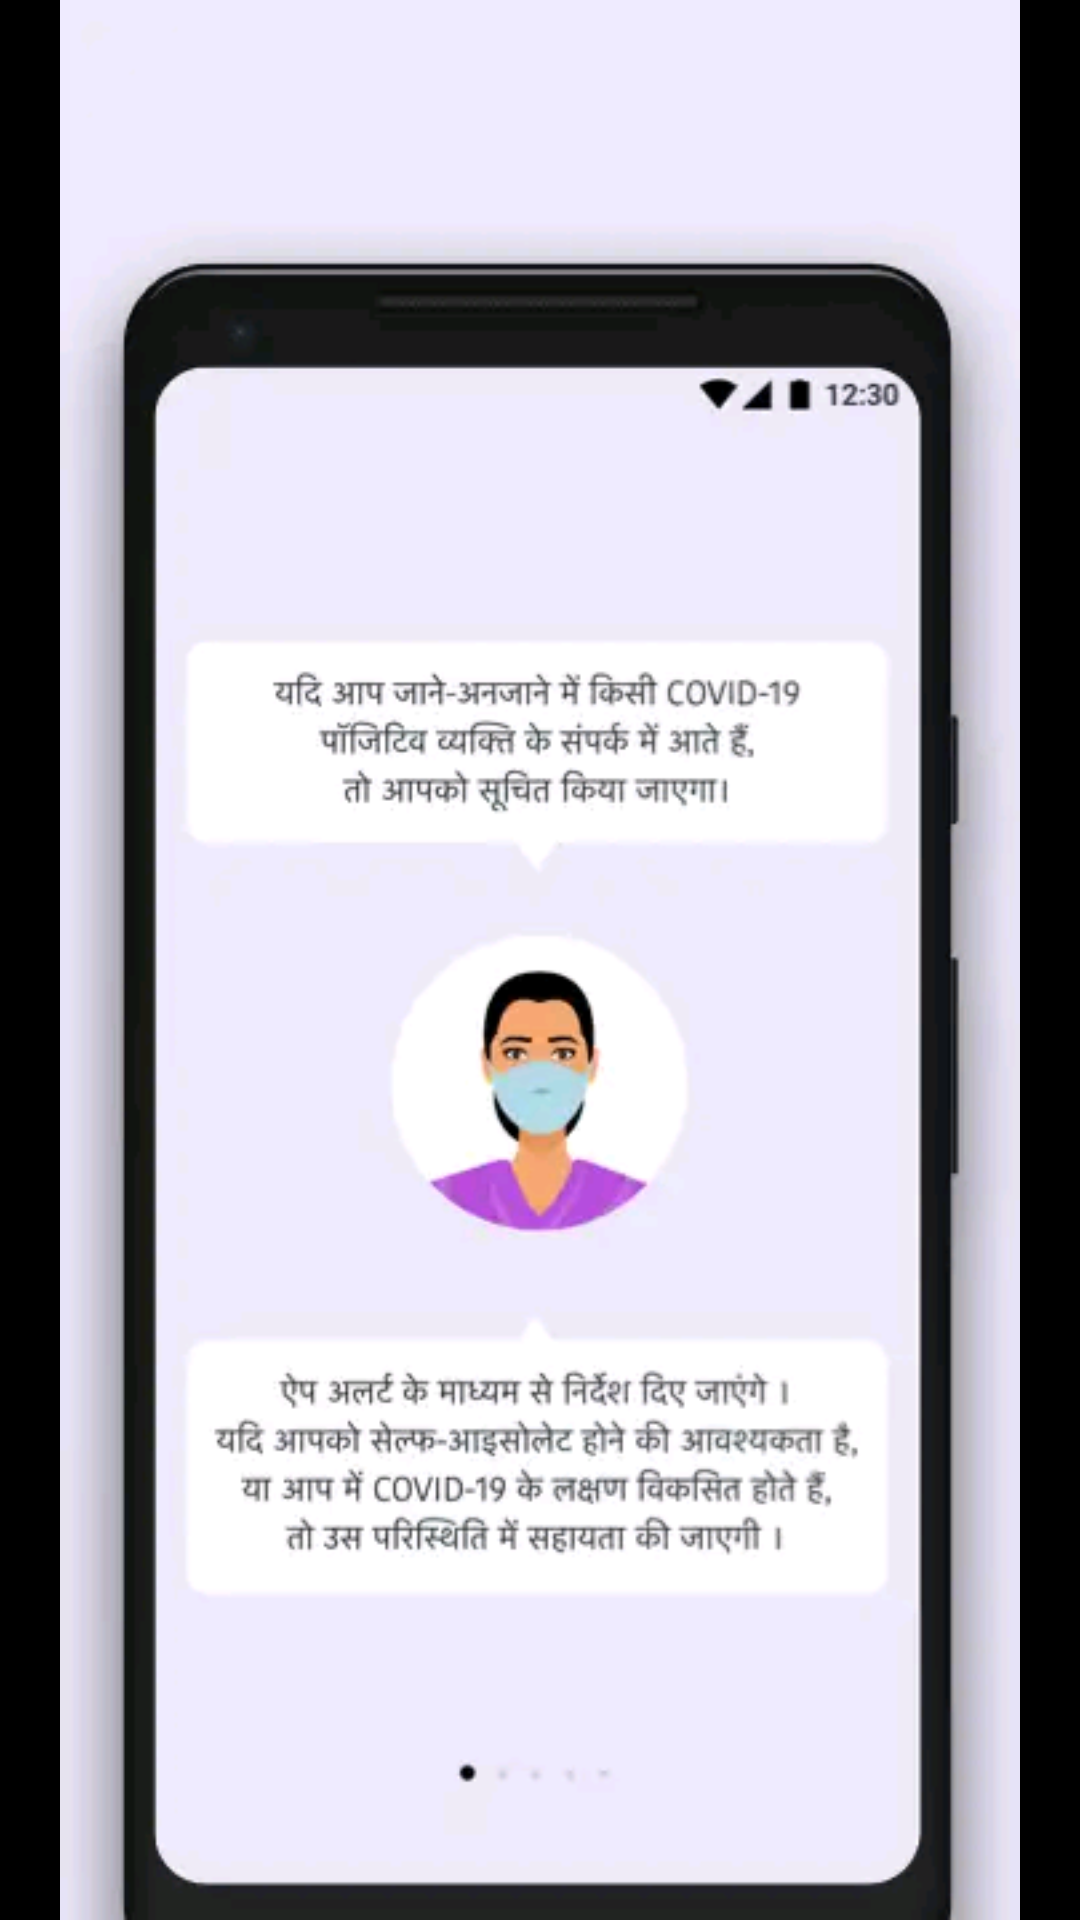 12:30
यदि आप जाने-अनजाने में किसी COVID-19
पॉजिटिव व्यक्ति के संपर्क में आते हैं,
तो आपको सूचित किया जाएगा।
ऐप अलर्ट के माध्यम से निर्देश दिए जाएंगे ।
यदि आपको सेल्फ-आइसोलेट होने की आवश्यकता है,
या आप में COVID-19 के लक्षण विकसित होते हैं,
तो उस परिस्थिति में सहायता की जाएगी ।